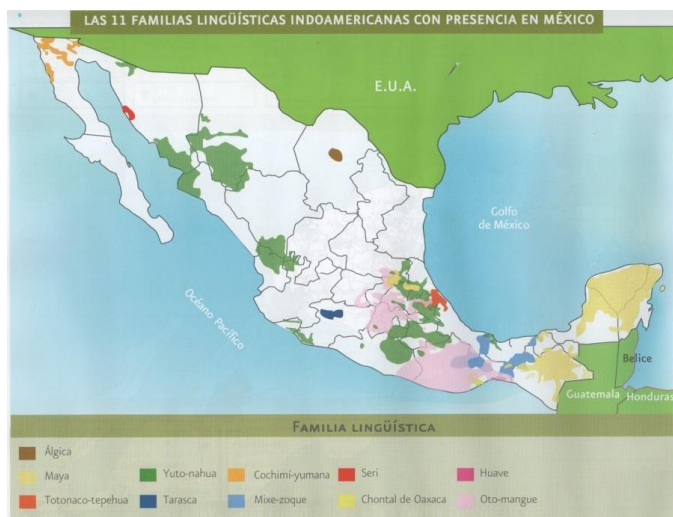 LAS 11 FAMILIAS LINGÜÍSTICAS INDOAMERICANAS CON PRESENCIA EN MÉXICO
E.U.A.
Golfo
de México
Océano Pacífico
Belice
Guatemala
Honduras
FAMILIA LINGÜÍSTICA
Álgica
Maya
Yuto-nahua
Cochimí-yumana
Seri
Huave
Totonaco-tepehua
Tarasca
Mixe-zoque
Chontal de Oaxaca
Oto-mangue